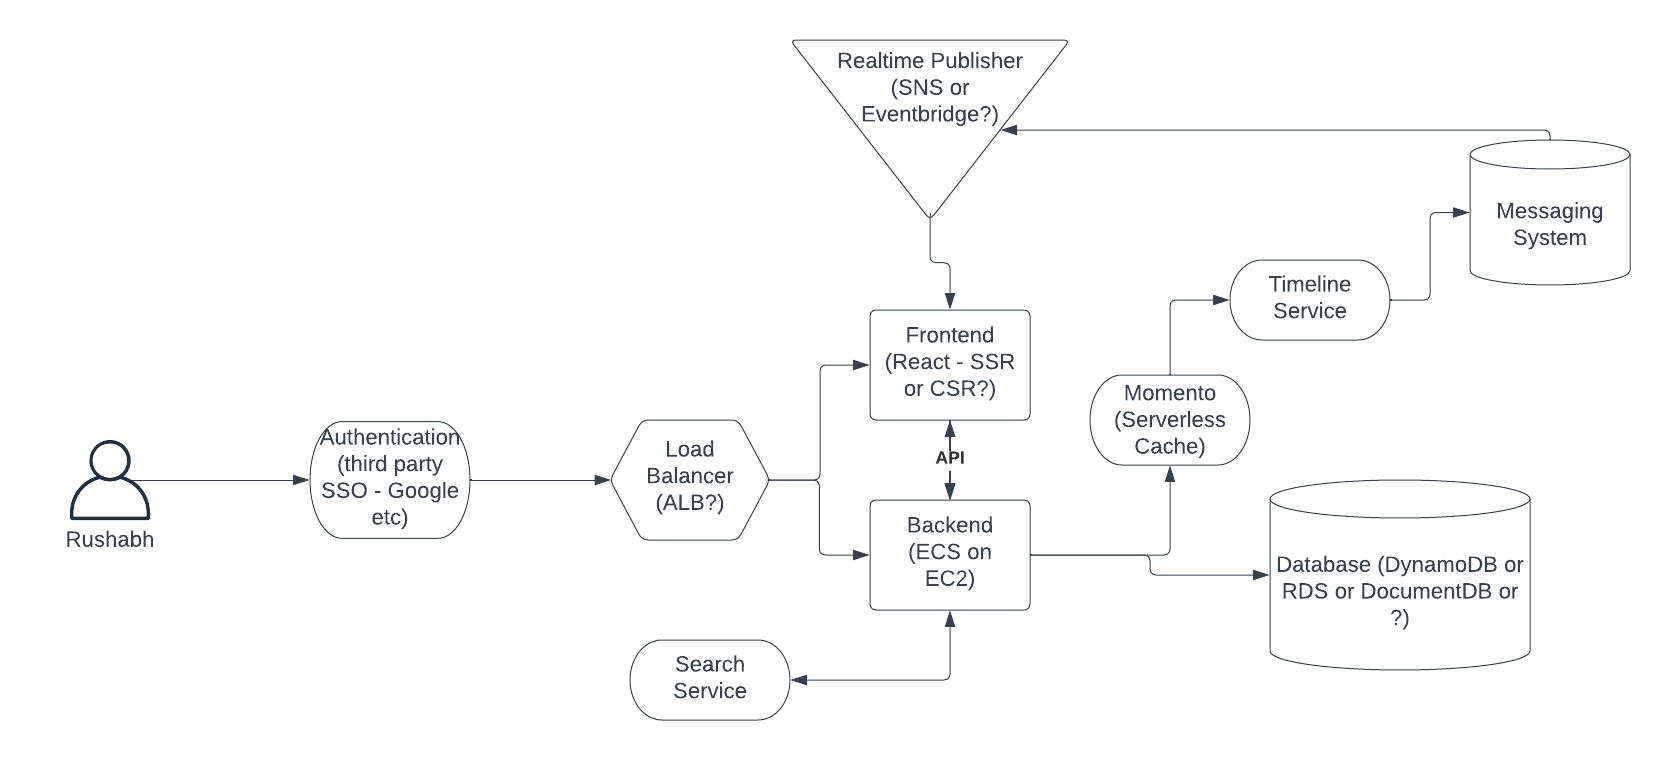 Realtime Publisher
(SNS or
Eventbridge?)
Messaging
System
Timeline
Service
Frontend
(React - SSR
or CSR?)
Momento
(Serverless
Cache)
Authentication
(third party
SSO - Google
etc)
Load
Balancer
(ALB?)
API
Rushabh
Backend
(ECS on
EC2)
Database (DynamoDB or
RDS or DocumentDB or
?)
Search
Service